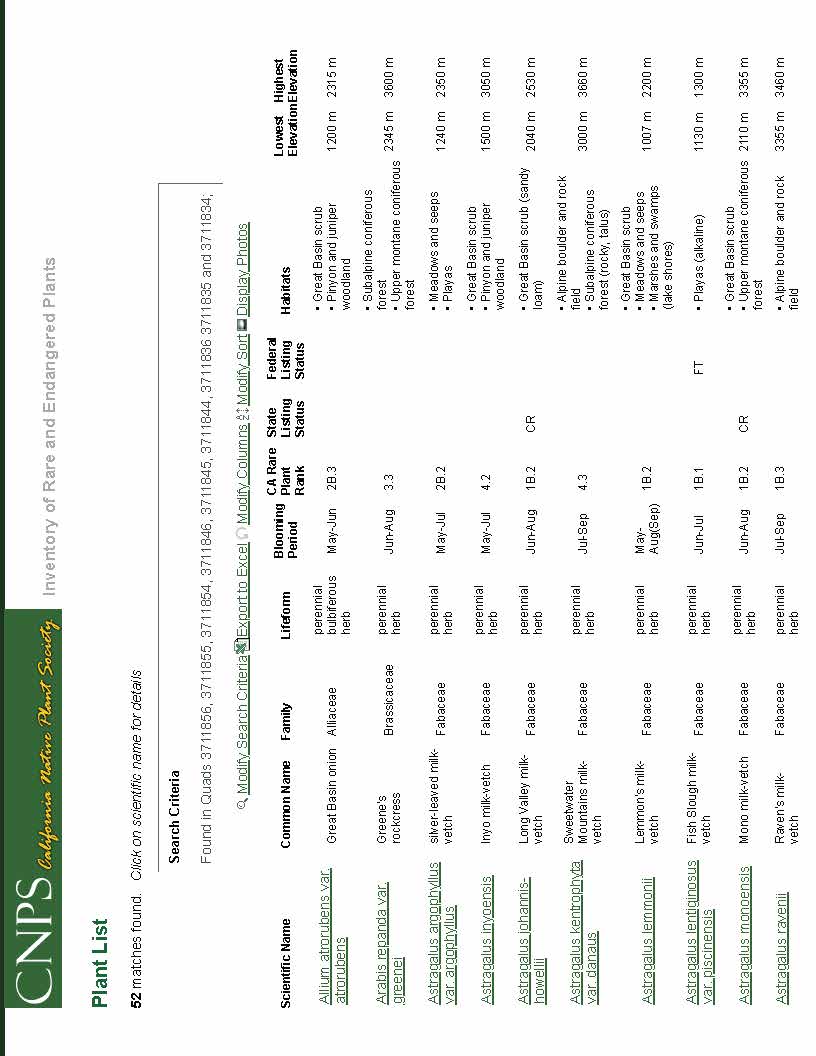 CNPS California Native Plant Society Inventory of Rare and Endangered Plants
Plant List
52 matches found. Click on scientific name for details
Search Criteria
Found in Quads 3711856, 3711855, 3711854, 3711846, 3711845, 3711844, 3711836 3711835 and 3711834;
Modify Search Criteria Export to Excel Modify Columns Modify Sort Display Photos
Scientific Name Common Name Family Lifeform Blooming Period CA Rare Plant Rank State Listing Status Federal Listing Status Habitats Lowest Elevation Highest Elevation
Allium atrorubens var. atrorubens Great Basin onion Alliaceae perennial bulbiferous herb May-Jun 2B.3 • Great Basin scrub • Pinyon and juniper woodland 1200 m 2315 m
Arabis repanda var. greenei Greene's rockcress Brassicaceae perennial herb Jun-Aug 3.3 • Subalpine coniferous forest • Upper montane coniferous forest 2345 m 3600 m
Astragalus argophyllus var. argophyllus silver-leaved milk-vetch Fabaceae perennial herb May-Jul 2B.2 • Meadows and seeps • Playas 1240 m 2350 m
Astragalus inyoensis Inyo milk-vetch Fabaceae perennial herb May-Jul 4.2 • Great Basin scrub • Pinyon and juniper woodland 1500 m 3050 m
Astragalus johannis-howellii Long Valley milk-vetch Fabaceae perennial herb Jun-Aug 1B.2 CR • Great Basin scrub (sandy loam) 2040 m 2530 m
Astragalus kentrophyta var. danaus Sweetwater Mountains milk-vetch Fabaceae perennial herb Jul-Sep 4.3 • Alpine boulder and rock field • Subalpine coniferous forest (rocky, talus) 3000 m 3660 m
Astragalus lemmonii Lemmon's milk-vetch Fabaceae perennial herb May-Aug(Sep) 1B.2 • Great Basin scrub • Meadows and seeps • Marshes and swamps (lake shores) 1007 m 2200 m
Astragalus lentiginosus var. piscinensis Fish Slough milk-vetch Fabaceae perennial herb Jun-Jul 1B.1 FT • Playas (alkaline) 1130 m 1300 m
Astragalus monoensis Mono milk-vetch Fabaceae perennial herb Jun-Aug 1B.2 CR • Great Basin scrub • Upper montane coniferous forest 2110 m 3355 m
Astragalus ravenii Raven's milk-vetch Fabaceae perennial herb Jul-Sep 1B.3 • Alpine boulder and rock field 3355 m 3460 m